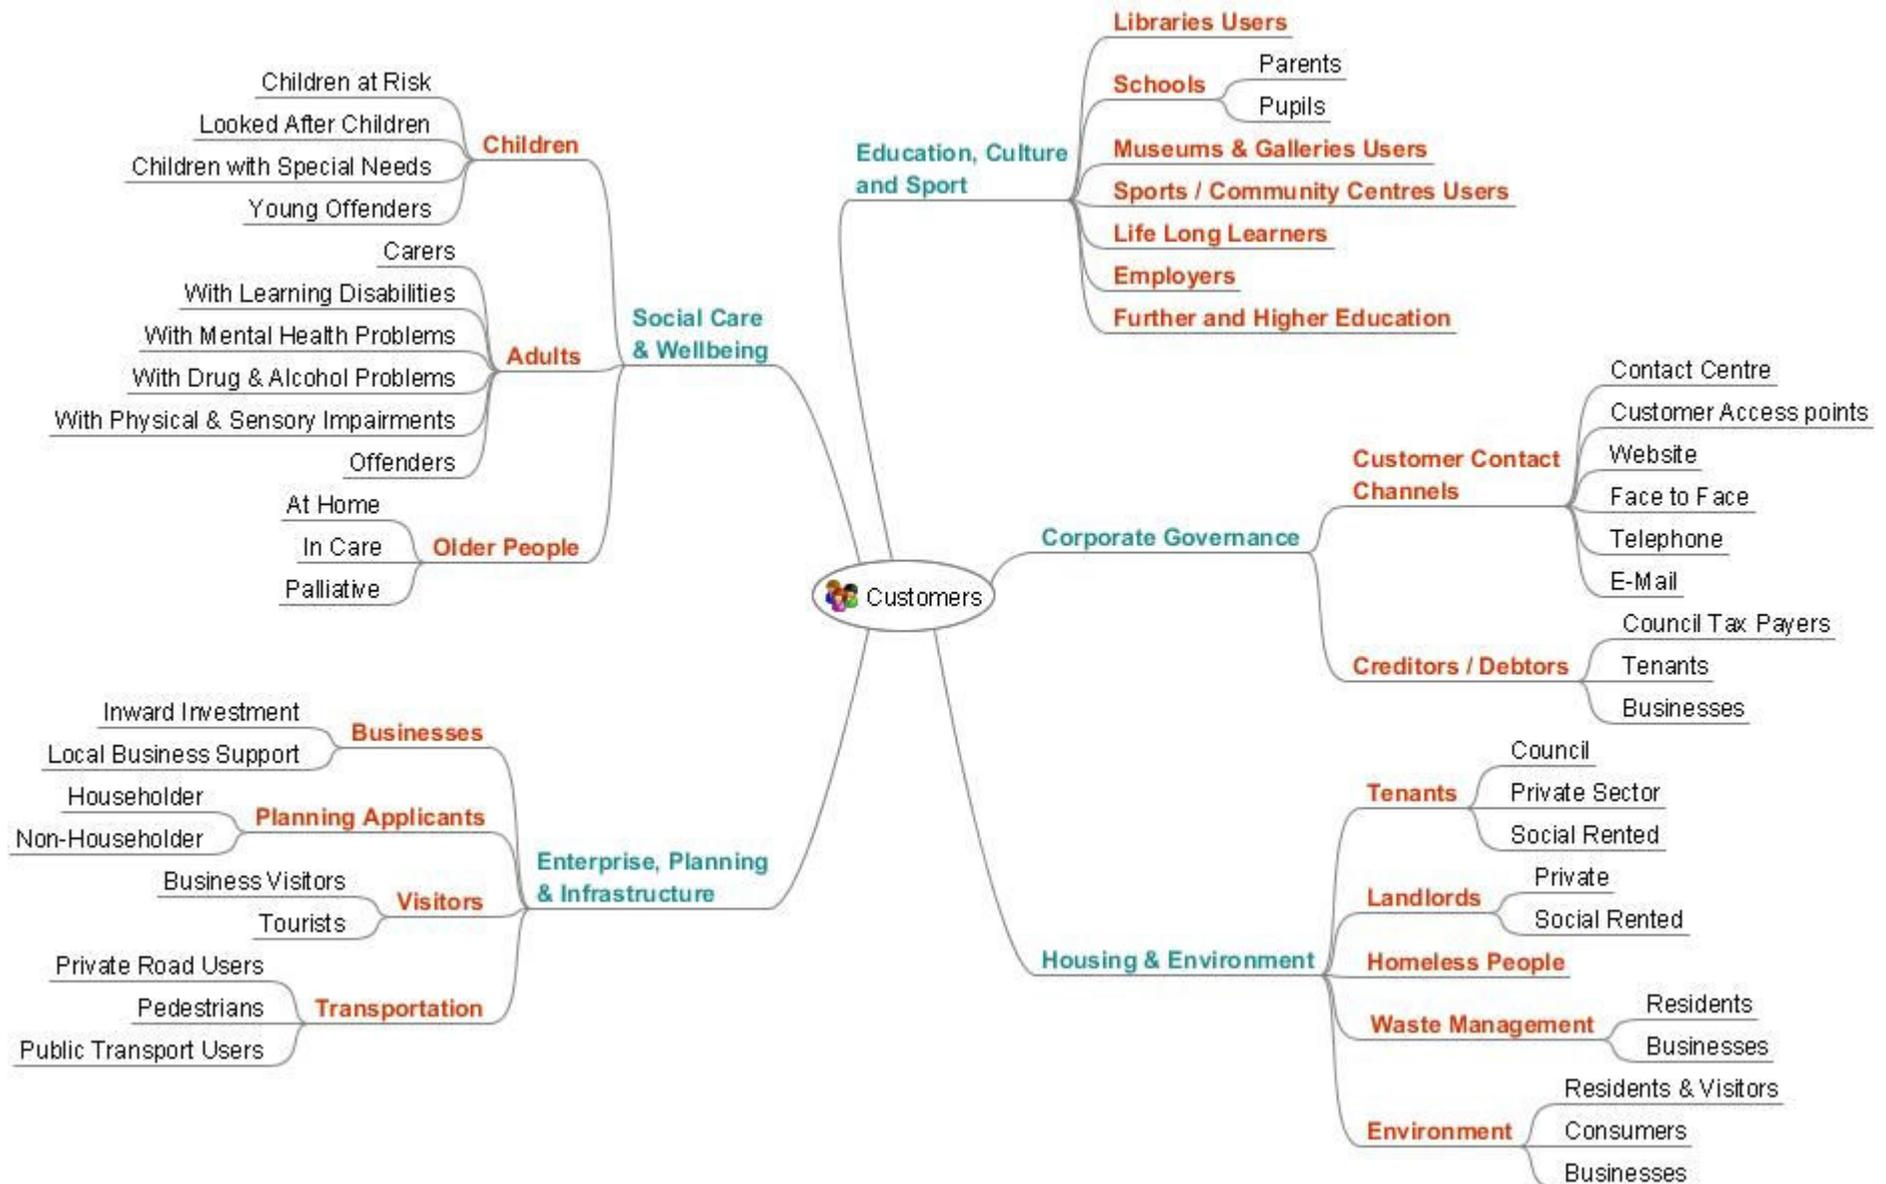 Customers
Education, Culture
and Sport
Libraries Users
Schools
Parents
Pupils
Museums & Galleries Users
Sports / Community Centres Users
Life Long Learners
Employers
Further and Higher Education
Corporate Governance
Customer Contact
Channels
Contact Centre
Customer Access points
Website
Face to Face
Telephone
E-Mail
Creditors / Debtors
Council Tax Payers
Tenants
Businesses
Housing & Environment
Tenants
Council
Private Sector
Social Rented
Landlords
Private
Social Rented
Homeless People
Waste Management
Residents
Businesses
Environment
Residents & Visitors
Consumers
Businesses
Social Care
& Wellbeing
Children
Children at Risk
Looked After Children
Children with Special Needs
Young Offenders
Adults
Carers
With Learning Disabilities
With Mental Health Problems
With Drug & Alcohol Problems
With Physical & Sensory Impairments
Offenders
Older People
At Home
In Care
Palliative
Enterprise, Planning
& Infrastructure
Businesses
Inward Investment
Local Business Support
Planning Applicants
Householder
Non-Householder
Visitors
Business Visitors
Tourists
Transportation
Private Road Users
Pedestrians
Public Transport Users